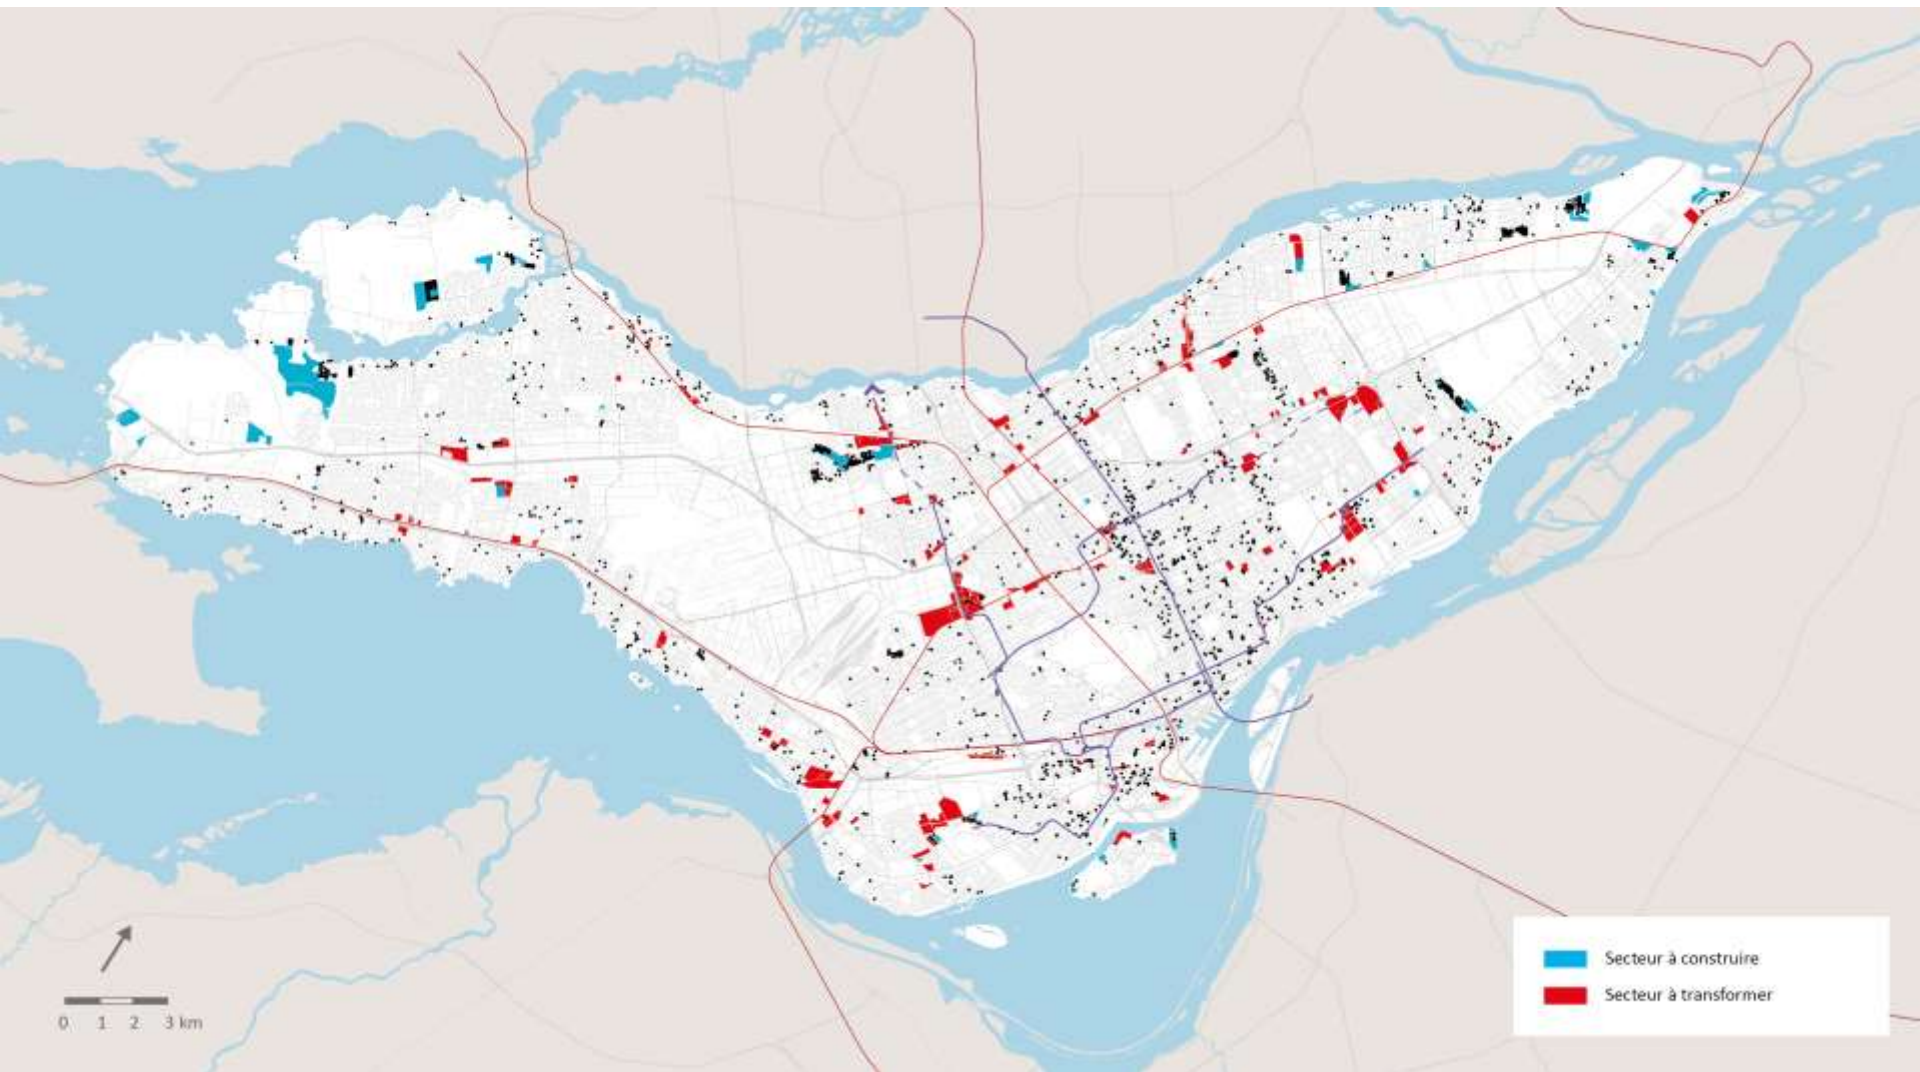 Secteur à construire
Secteur à transformer
0 1 2 3 km